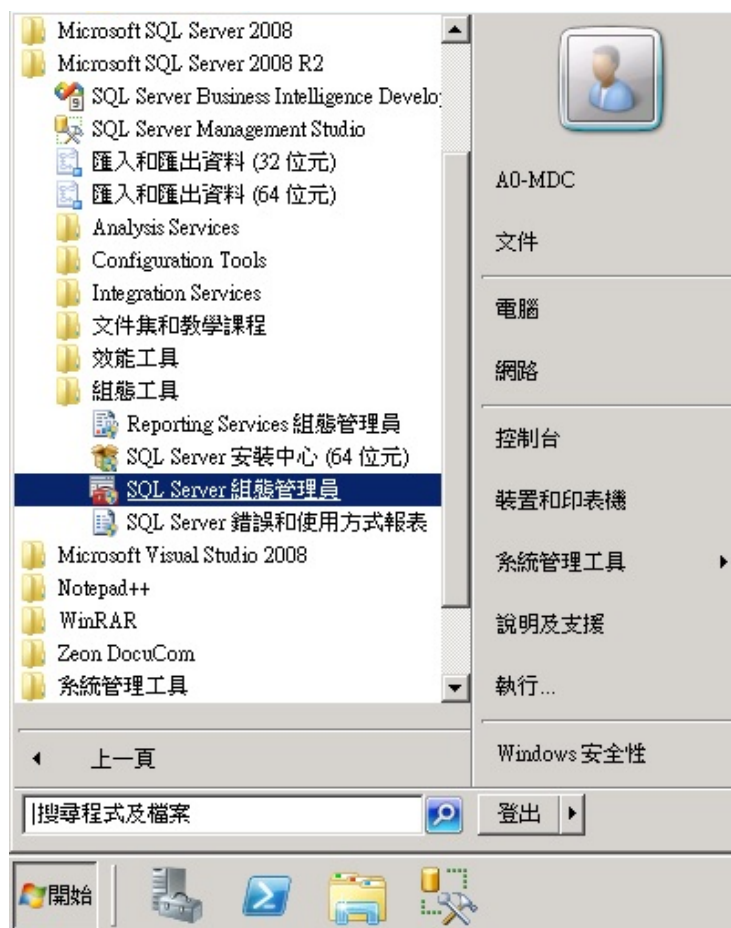 Microsoft SQL Server 2008
Microsoft SQL Server 2008 R2
SQL Server Business Intelligence Develo
SQL Server Management Studio
匯入和匯出資料 (32 位元)
匯入和匯出資料 (64 位元)
Analysis Services
Configuration Tools
Integration Services
文件集和教學課程
效能工具
組態工具
Reporting Services 組態管理員
SQL Server 安裝中心 (64 位元)
SQL Server 組態管理員
SQL Server 錯誤和使用方式報表
Microsoft Visual Studio 2008
Notepad++
WinRAR
Zeon DocuCom
系統管理工具
上一頁
搜尋程式及檔案
A0-MDC
文件
電腦
網路
控制台
裝置和印表機
系統管理工具
說明及支援
執行...
Windows 安全性
登出
開始